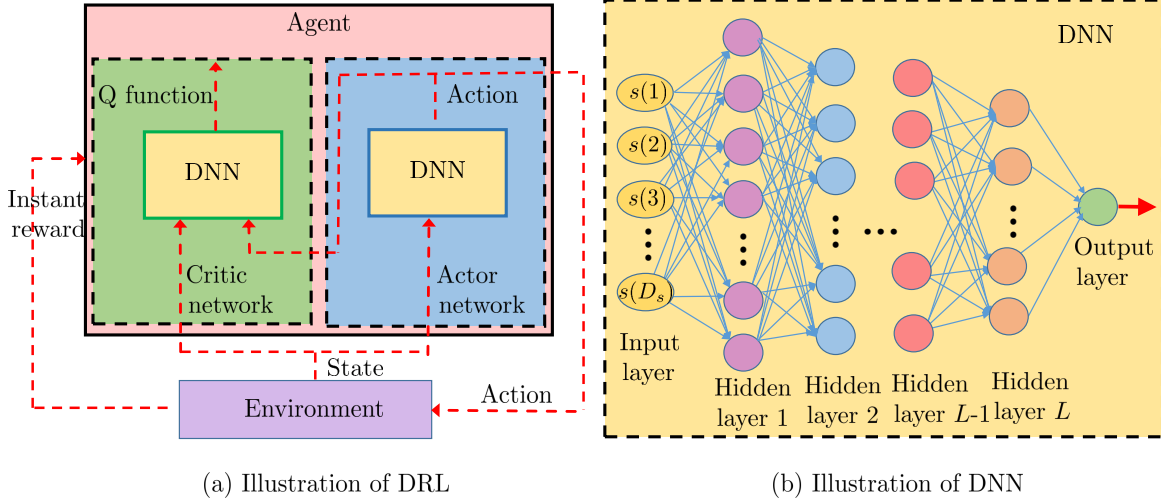 Agent
Q function
Action
DNN
DNN
Instant
reward
Critic
network
Actor
network
State
Environment
Action
(a) Illustration of DRL
DNN
s(1)
s(2)
s(3)
s(D_s)
Input
layer
Hidden
layer 1
Hidden
layer 2
Hidden
layer L-1
Hidden
layer L
Output
layer
(b) Illustration of DNN